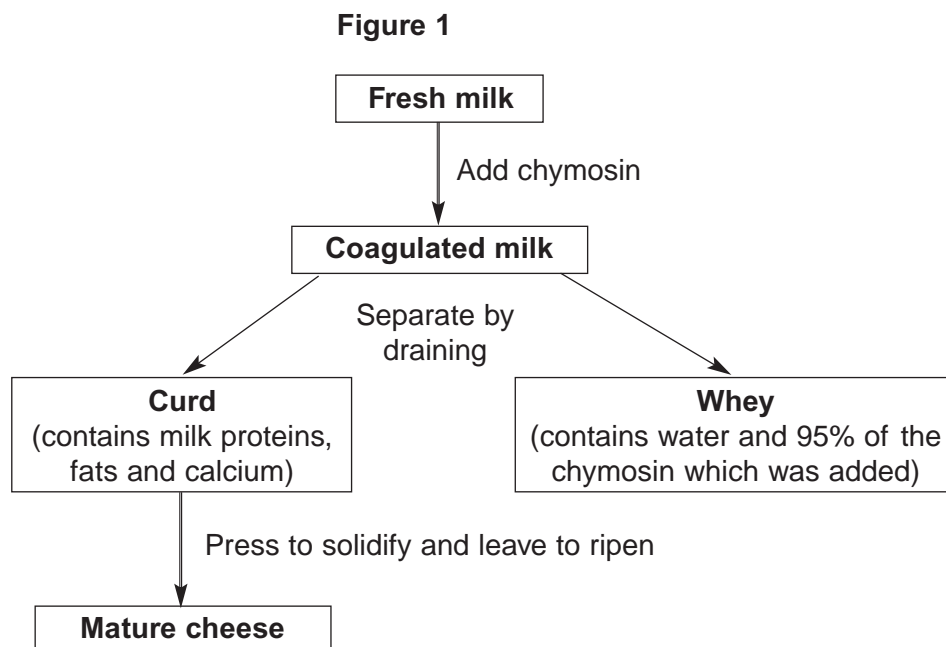 Figure 1
Fresh milk
Add chymosin
Coagulated milk
Separate by
draining
Curd
(contains milk proteins,
fats and calcium)
Whey
(contains water and 95% of the
chymosin which was added)
Press to solidify and leave to ripen
Mature cheese